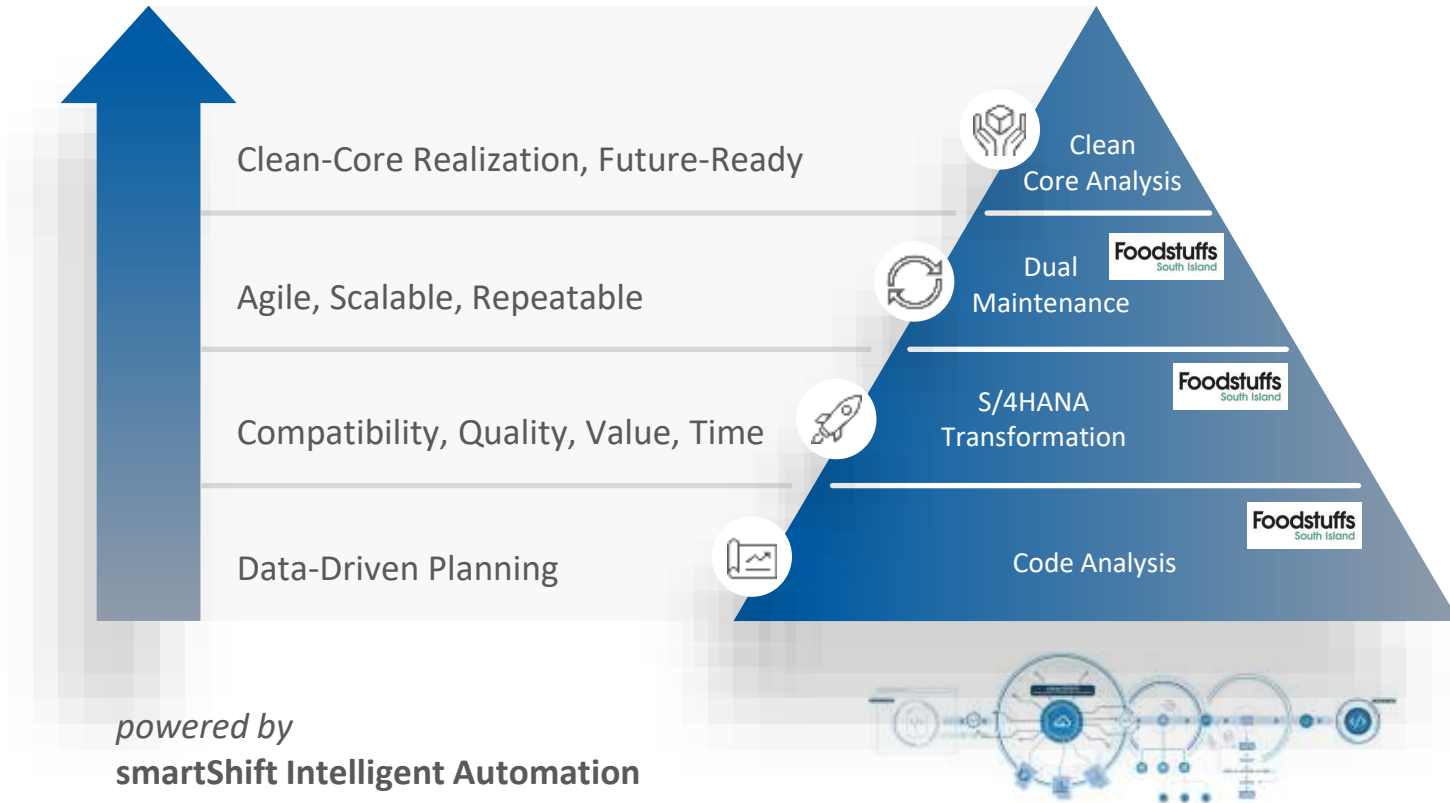 Clean-Core Realization, Future-Ready
Clean
Core Analysis
Agile, Scalable, Repeatable
Dual
Maintenance
Foodstuffs
South Island
Compatibility, Quality, Value, Time
S/4HANA
Transformation
Foodstuffs
South Island
Data-Driven Planning
Code Analysis
Foodstuffs
South Island
powered by
smartShift Intelligent Automation